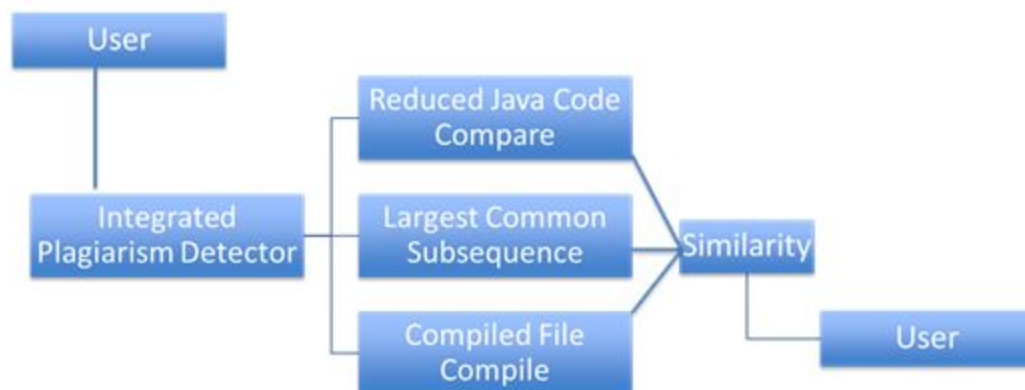 User
Reduced Java Code
Compare
Integrated
Plagiarism Detector
Largest Common
Subsequence
Similarity
Compiled File
Compile
User